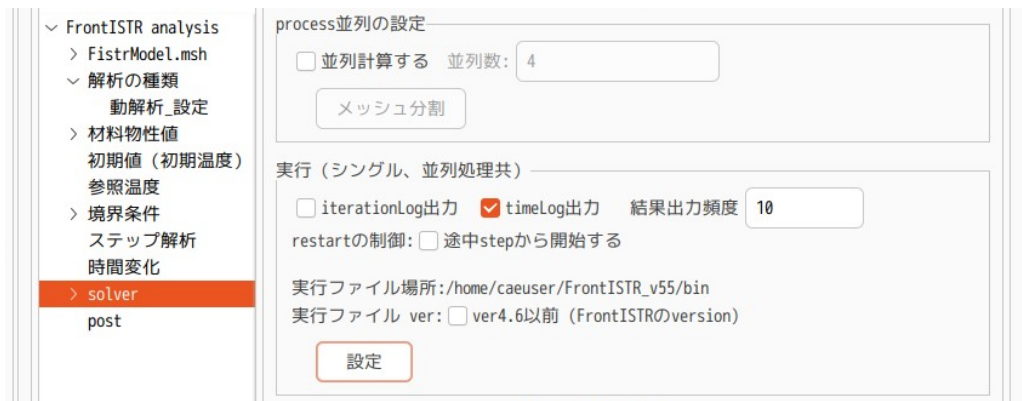 FrontISTR analysis
FistrModel.msh
解析の種類
動解析_設定
材料物性値
初期値（初期温度）
参照温度
境界条件
ステップ解析
時間変化
solver
post
process並列の設定
並列計算する 並列数: 4
メッシュ分割
実行（シングル、並列処理共）
iterationLog出力 timeLog出力 結果出力頻度 10
restartの制御: 途中stepから開始する
実行ファイル場所:/home/caeuser/FrontISTR_v55/bin
実行ファイル ver: ver4.6以前（FrontISTRのversion）
設定